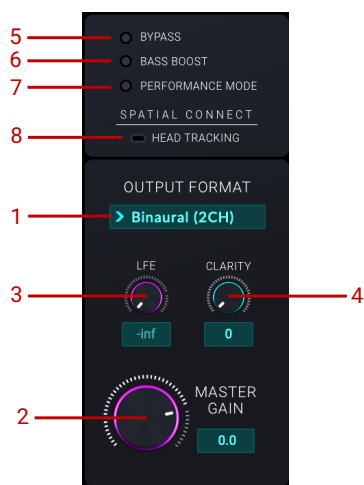 5
BYPASS
6
BASS BOOST
7
PERFORMANCE MODE
SPATIAL CONNECT
8
HEAD TRACKING
OUTPUT FORMAT
1
> Binaural (2CH)
LFE
CLARITY
3
4
-inf
0
MASTER
GAIN
2
0.0